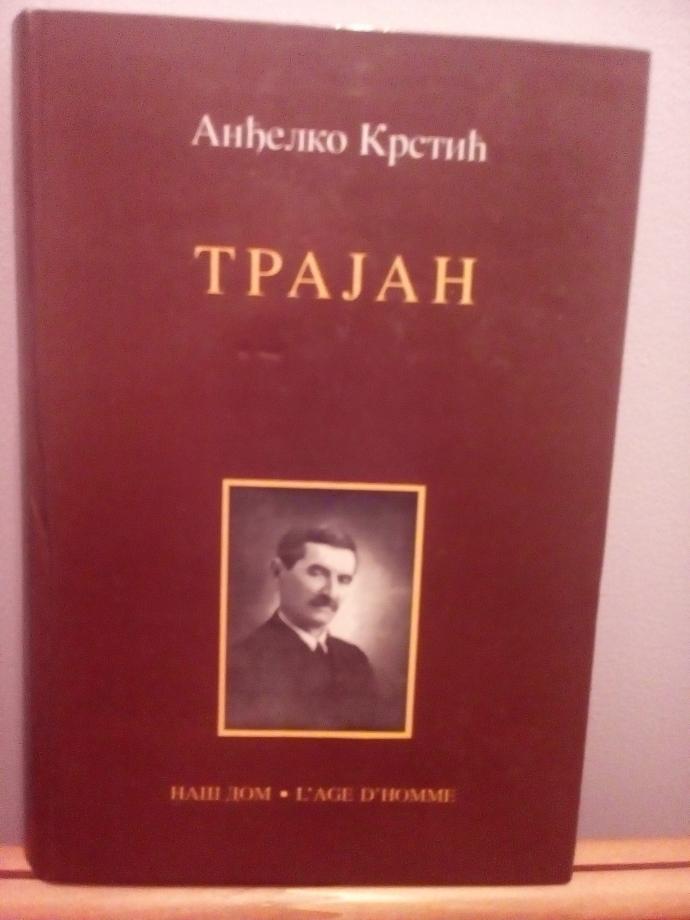 Анђелко Крстић
ТРАЈАН
НАШ ДОМ • L'AGE D'HOMME